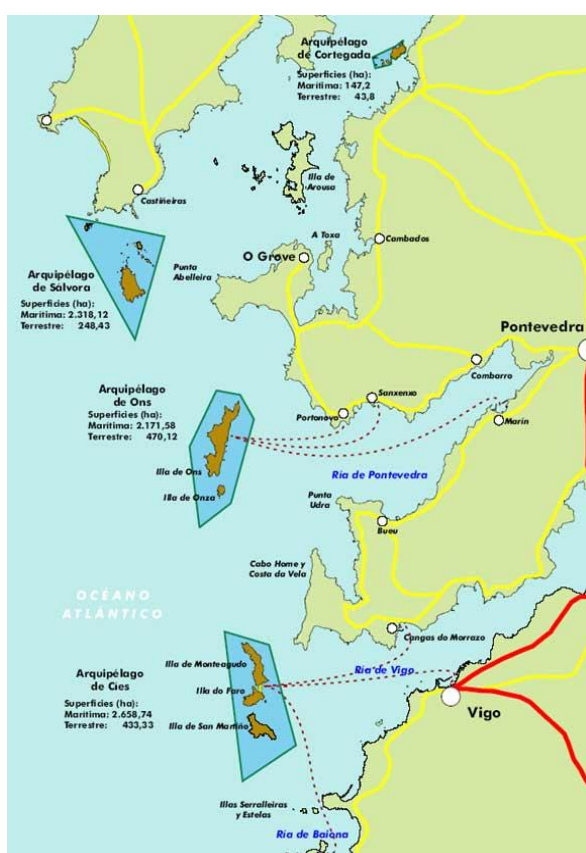 Arquipélago
de Cortegada
Superficies (ha):
Marítima: 147,2
Terrestre: 43,8
Illa de
Arousa
Castiñeiras
A Toxa
Cambados
O Grove
Punta
Abelleira
Arquipélago
de Sálvora
Superficies (ha):
Marítima: 2.318,12
Terrestre: 248,43
Pontevedra
Combarro
Sanxenxo
Portonovo
Marín
Arquipélago
de Ons
Superficies (ha):
Marítima: 2.171,58
Terrestre: 470,12
Illa de Ons
Illa de Onza
Ría de Pontevedra
Punta
Udra
Bueu
Cabo Home y
Costa da Vela
OCÉANO
ATLÁNTICO
Cangas do Morrazo
Illa de Monteagudo
Ría de Vigo
Arquipélago
de Cíes
Superficies (ha):
Marítima: 2.658,74
Terrestre: 433,33
Illa do Faro
Illa de San Martiño
Vigo
Illas Serralleiras
y Estelas
Ría de Baiona